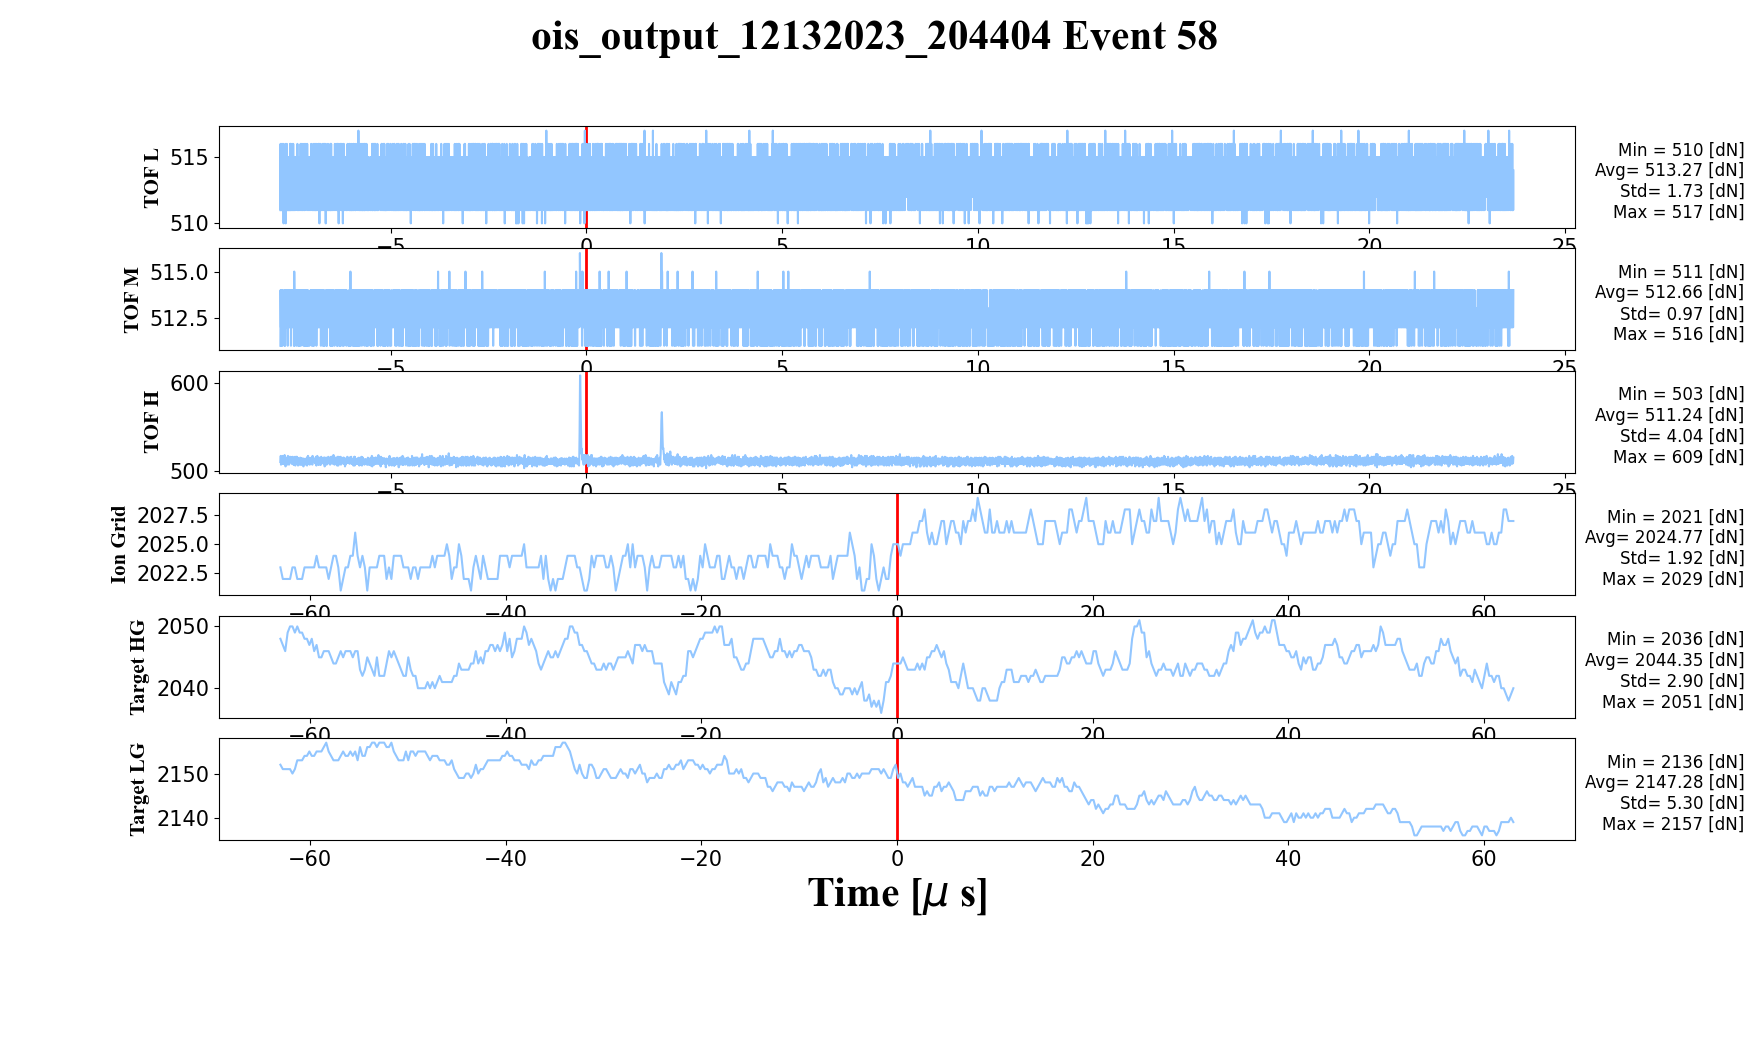 ois_output_12132023_204404 Event 58
TOF L
515
510
−5
0
5
10
15
20
25
Min = 510 [dN]
Avg= 513.27 [dN]
Std= 1.73 [dN]
Max = 517 [dN]
TOF M
515.0
512.5
−5
0
5
10
15
20
25
Min = 511 [dN]
Avg= 512.66 [dN]
Std= 0.97 [dN]
Max = 516 [dN]
TOF H
600
500
−5
0
5
10
15
20
25
Min = 503 [dN]
Avg= 511.24 [dN]
Std= 4.04 [dN]
Max = 609 [dN]
Ion Grid
2027.5
2025.0
2022.5
−60
−40
−20
0
20
40
60
Min = 2021 [dN]
Avg= 2024.77 [dN]
Std= 1.92 [dN]
Max = 2029 [dN]
Target HG
2050
2040
−60
−40
−20
0
20
40
60
Min = 2036 [dN]
Avg= 2044.35 [dN]
Std= 2.90 [dN]
Max = 2051 [dN]
Target LG
2150
2140
−60
−40
−20
0
20
40
60
Min = 2136 [dN]
Avg= 2147.28 [dN]
Std= 5.30 [dN]
Max = 2157 [dN]
Time [μ s]